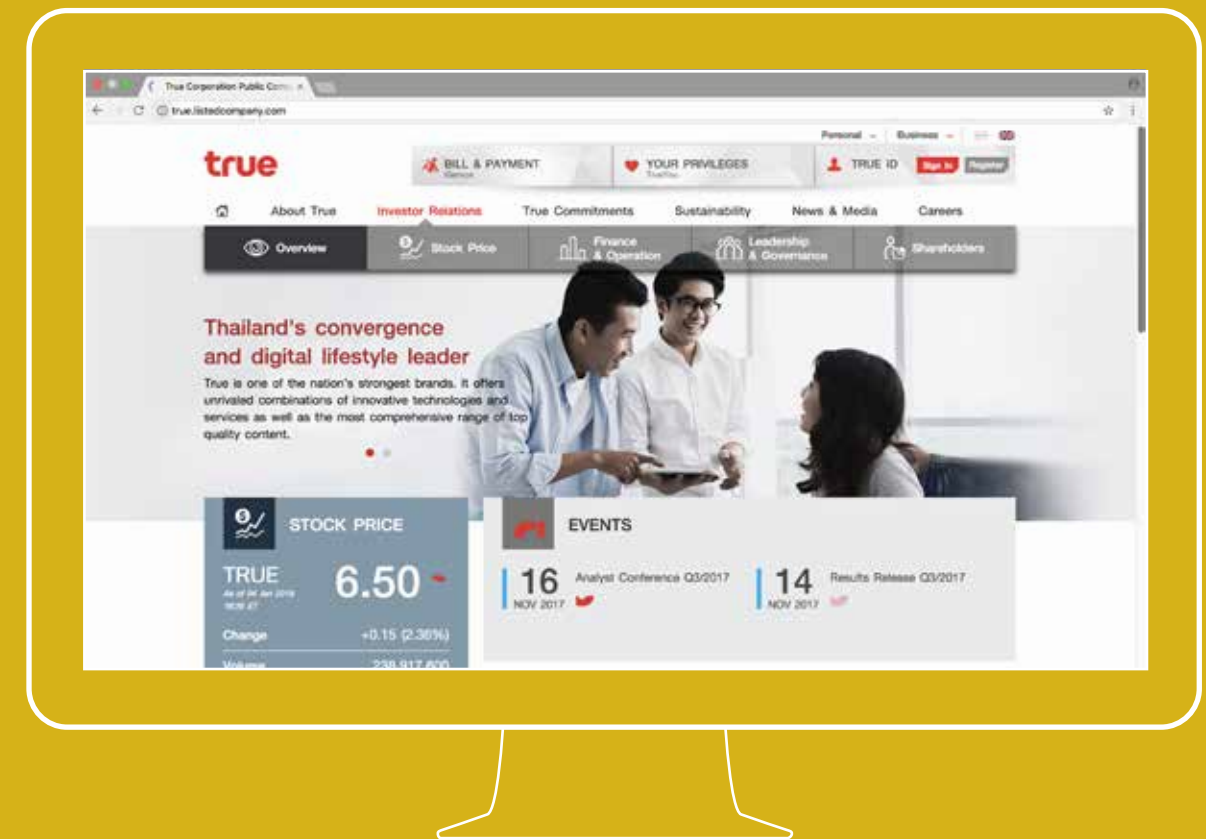 True Corporation Public Com
true.listedcompany.com
Personal
Business
true
BILL & PAYMENT
iService
YOUR PRIVILEGES
TrueYou
TRUE iD
Sign In
Register
About True
Investor Relations
True Commitments
Sustainability
News & Media
Careers
Overview
Stock Price
Finance
& Operation
Leadership
& Governance
Shareholders
Thailand's convergence
and digital lifestyle leader
True is one of the nation's strongest brands. It offers
unrivaled combinations of innovative technologies and
services as well as the most comprehensive range of top
quality content.
STOCK PRICE
TRUE
6.50
Change
+0.15 (2.36%)
Volume
238,917,600
EVENTS
16
NOV 2017
Analyst Conference Q3/2017
14
NOV 2017
Results Release Q3/2017